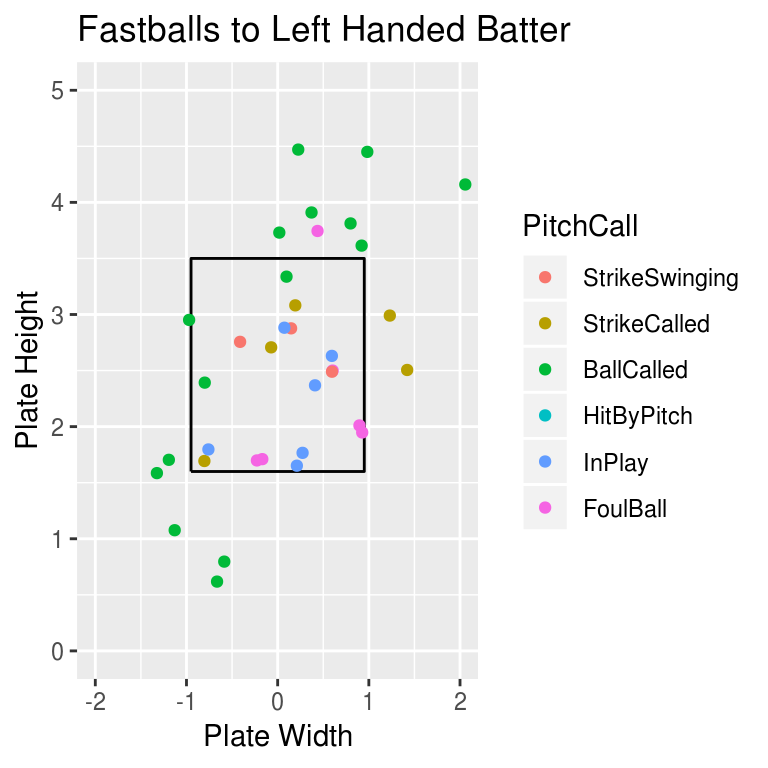 Fastballs to Left Handed Batter
5
4
3
2
1
0
Plate Height
-2 -1 0 1 2
Plate Width
PitchCall
StrikeSwinging
StrikeCalled
BallCalled
HitByPitch
InPlay
FoulBall